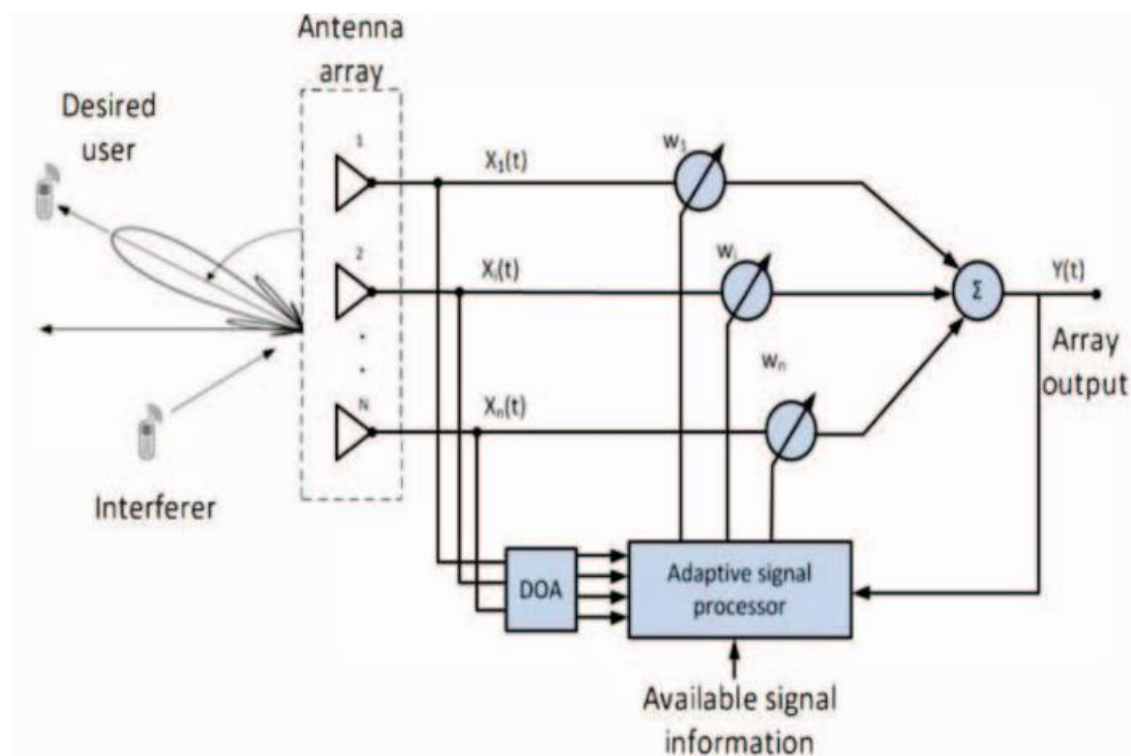 Antenna
array
Desired
user
1
X₁(t)
w₁
2
Xᵢ(t)
wᵢ
Σ
Y(t)
Array
output
N
Xₙ(t)
wₙ
Interferer
DOA
Adaptive signal
processor
Available signal
information